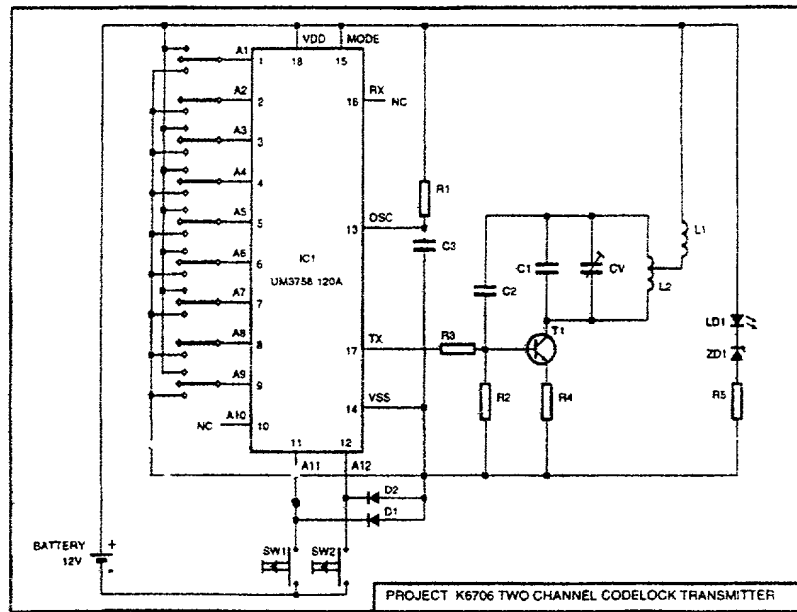 VDD MODE
18 15
A1
1
A2
2
RX
16
NC
A3
3
A4
4
R1
A5
5
OSC
13
C3
A6
6
IC1
UM3758 120A
A7
7
C2
C1
CV
L1
L2
A8
8
TX
17
R3
T1
LD1
ZD1
A9
9
R2
R4
R5
VSS
14
NC
A10
10
11 12
A11 A12
D2
D1
BATTERY
12V
+
-
SW1 SW2
PROJECT K6706 TWO CHANNEL CODELOCK TRANSMITTER